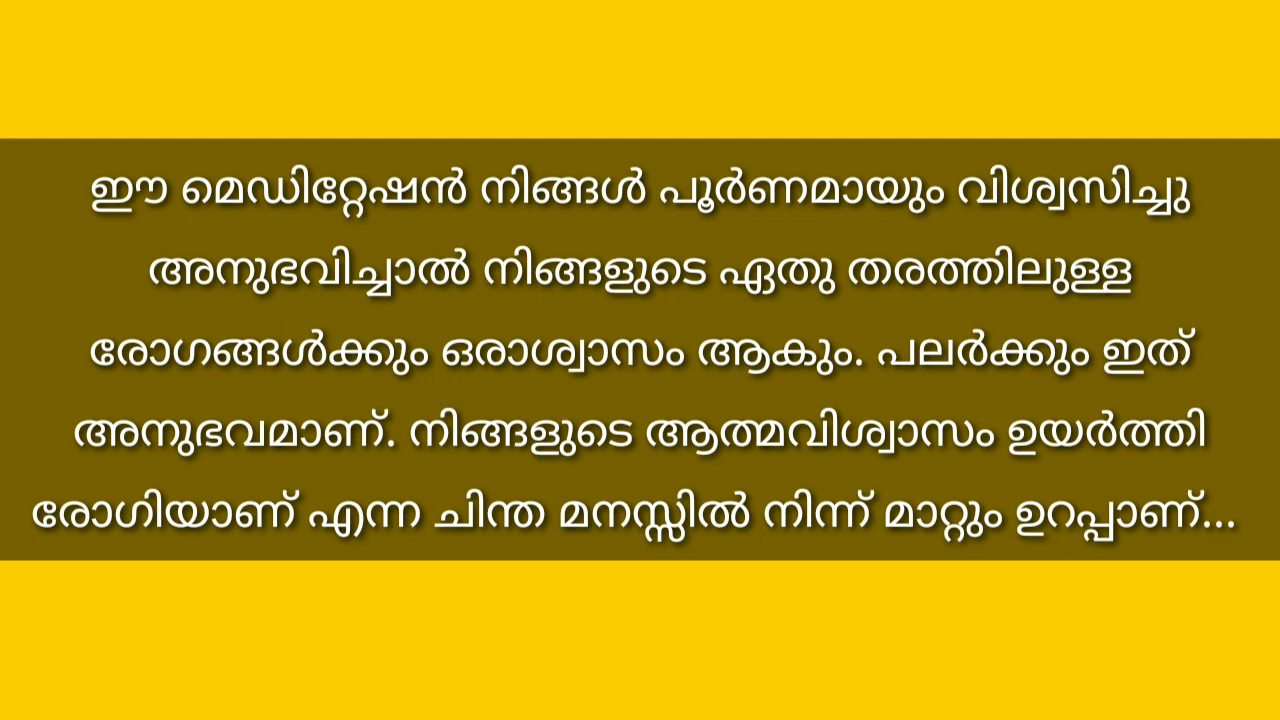 ഈ മെഡിറ്റേഷൻ നിങ്ങൾ പൂർണമായും വിശ്വസിച്ചു
അനുഭവിച്ചാൽ നിങ്ങളുടെ ഏതു തരത്തിലുള്ള
രോഗങ്ങൾക്കും ഒരാശ്വാസം ആകും. പലർക്കും ഇത്
അനുഭവമാണ്. നിങ്ങളുടെ ആത്മവിശ്വാസം ഉയർത്തി
രോഗിയാണ് എന്ന ചിന്ത മനസ്സിൽ നിന്ന് മാറ്റും ഉറപ്പാണ്...